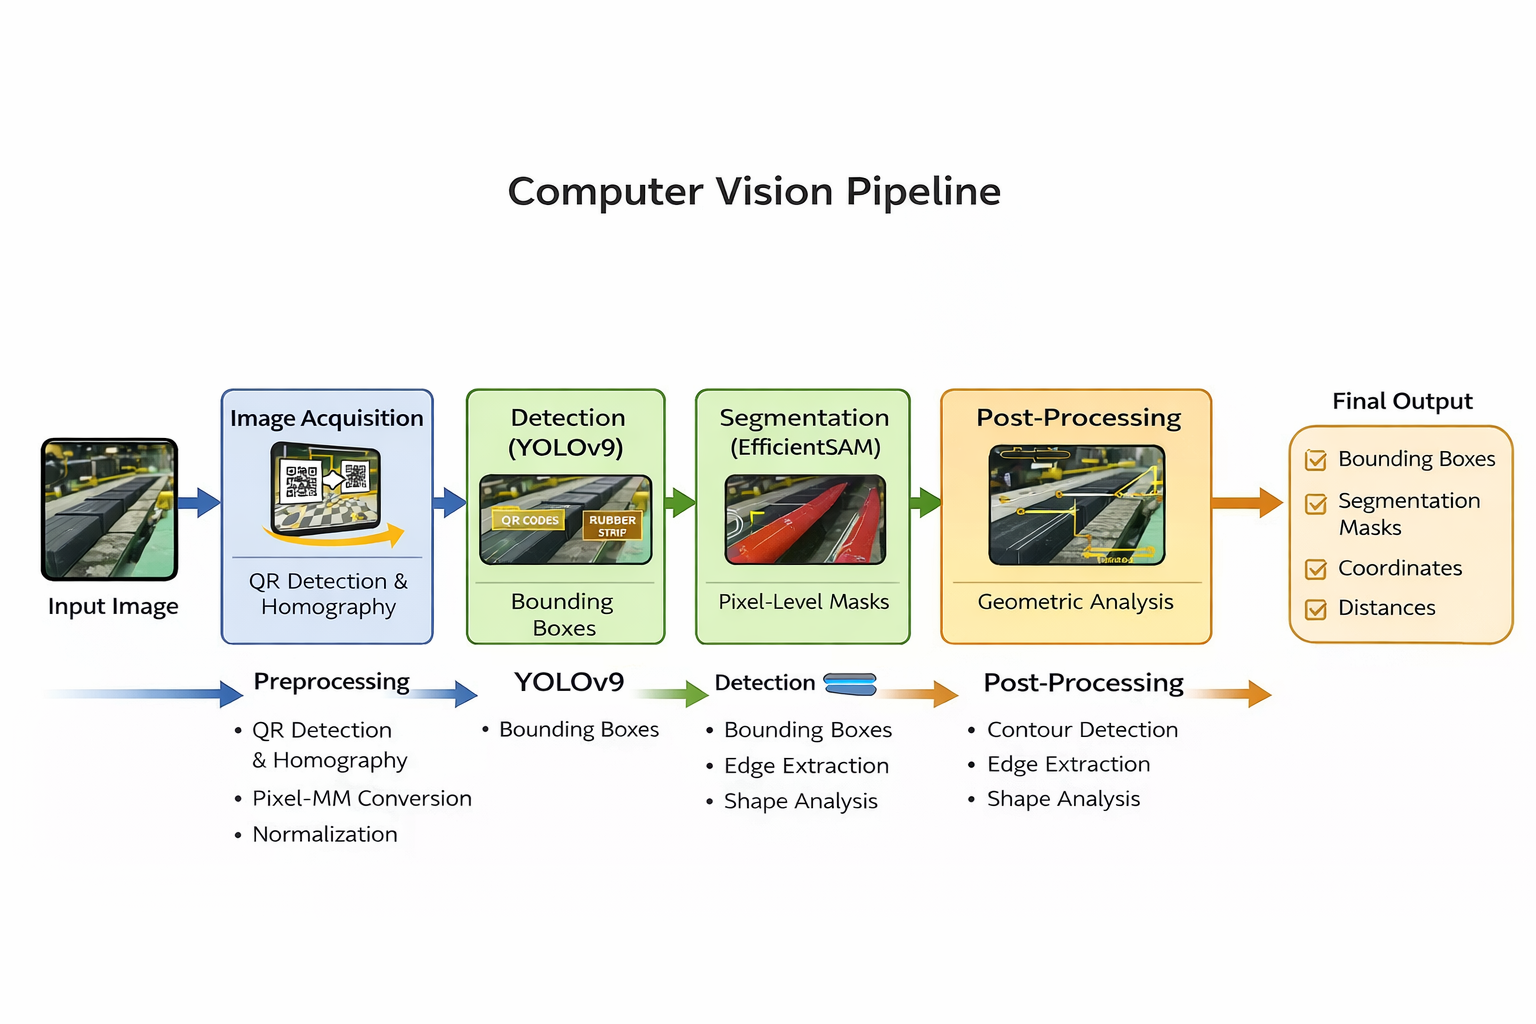 Computer Vision Pipeline
Input Image
Image Acquisition
QR Detection &
Homography
Detection
(YOLOv9)
QR CODES
RUBBER
STRIP
Bounding
Boxes
Segmentation
(EfficientSAM)
Pixel-Level Masks
Post-Processing
Geometric Analysis
Final Output
Bounding Boxes
Segmentation
Masks
Coordinates
Distances
Preprocessing
• QR Detection
& Homography
• Pixel-MM Conversion
• Normalization
YOLOv9
• Bounding Boxes
Detection
• Bounding Boxes
• Edge Extraction
• Shape Analysis
Post-Processing
• Contour Detection
• Edge Extraction
• Shape Analysis